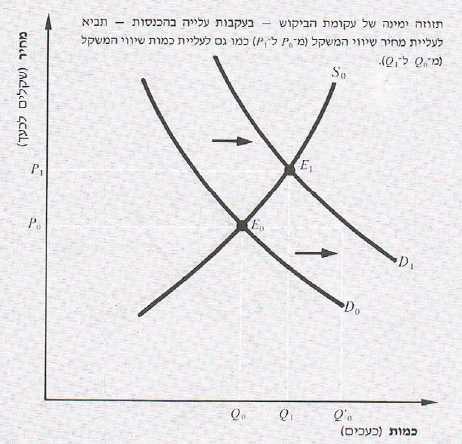 תזוזה ימינה של עקומת הביקוש — בעקבות עלייה בהכנסות — תביא
לעליית מחיר שיווי המשקל (מ־P₀ ל־P₁) כמו גם לעליית כמות שיווי המשקל
(מ־Q₀ ל־Q₁).
מחיר (שקלים לכעך)
S₀
P₁
E₁
P₀
E₀
D₁
D₀
Q₀ Q₁ Q'₀
כמות (כעכים)